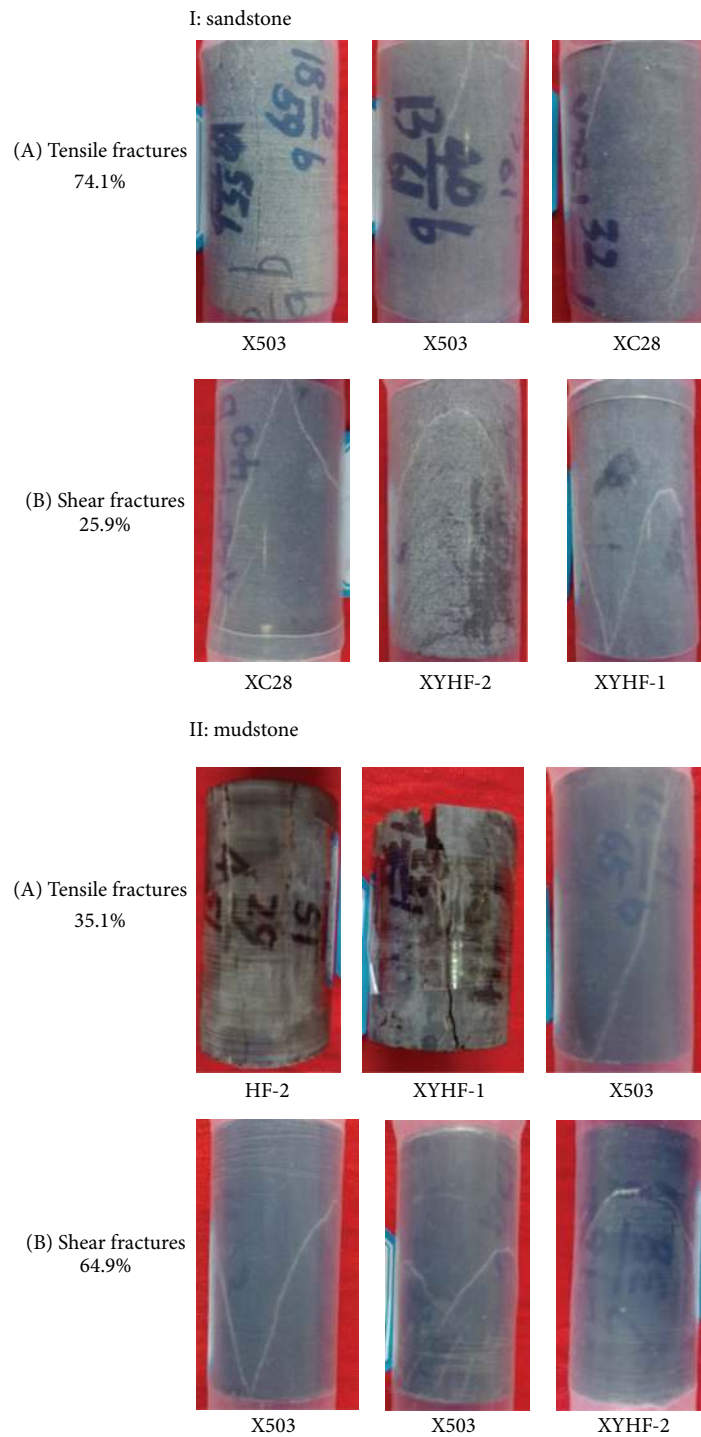 I: sandstone
(A) Tensile fractures
74.1%
X503
X503
XC28
(B) Shear fractures
25.9%
XC28
XYHF-2
XYHF-1
II: mudstone
(A) Tensile fractures
35.1%
HF-2
XYHF-1
X503
(B) Shear fractures
64.9%
X503
X503
XYHF-2